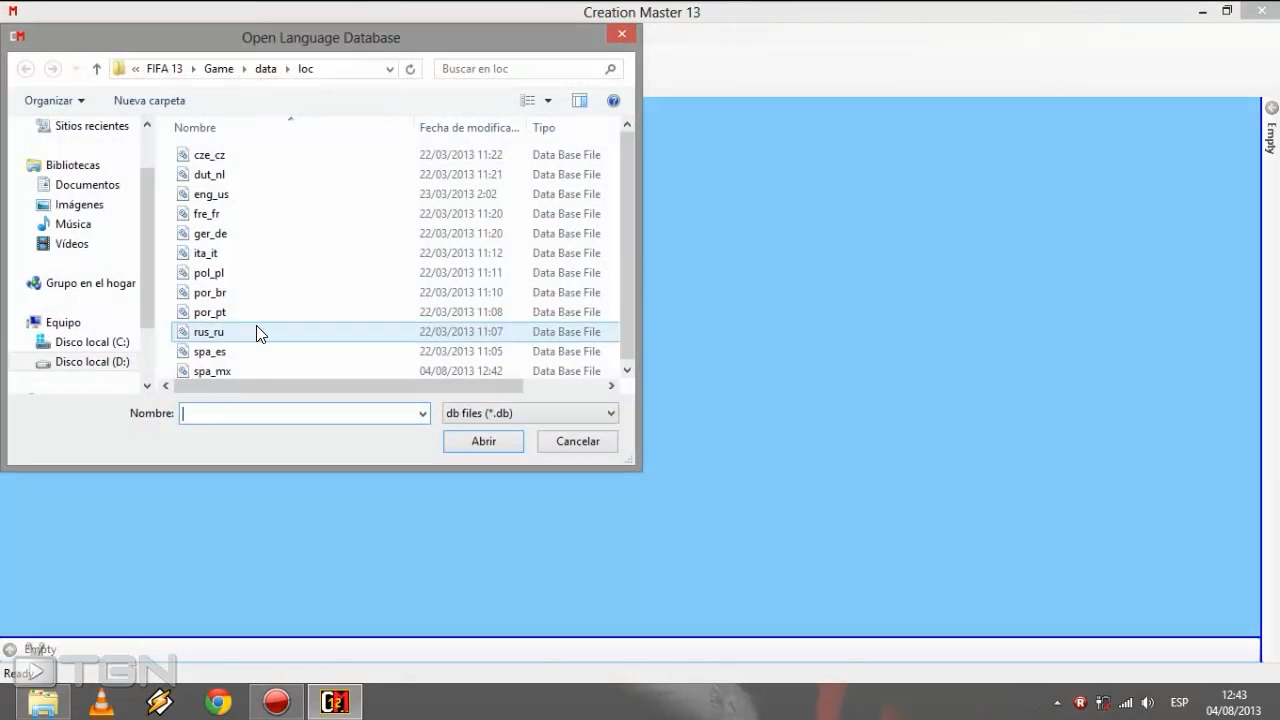 Creation Master 13
Open Language Database
« FIFA 13 Game data loc
Buscar en loc
Organizar Nueva carpeta
Nombre Fecha de modifica... Tipo
Sitios recientes
Bibliotecas
Documentos
Imágenes
Música
Vídeos
Grupo en el hogar
Equipo
Disco local (C:)
Disco local (D:)
cze_cz 22/03/2013 11:22 Data Base File
dut_nl 22/03/2013 11:21 Data Base File
eng_us 23/03/2013 2:02 Data Base File
fre_fr 22/03/2013 11:20 Data Base File
ger_de 22/03/2013 11:20 Data Base File
ita_it 22/03/2013 11:12 Data Base File
pol_pl 22/03/2013 11:11 Data Base File
por_br 22/03/2013 11:10 Data Base File
por_pt 22/03/2013 11:08 Data Base File
rus_ru 22/03/2013 11:07 Data Base File
spa_es 22/03/2013 11:05 Data Base File
spa_mx 04/08/2013 12:42 Data Base File
Nombre: db files (*.db)
Abrir Cancelar
Empty
Empty
Ready
TGN
ESP
12:43
04/08/2013